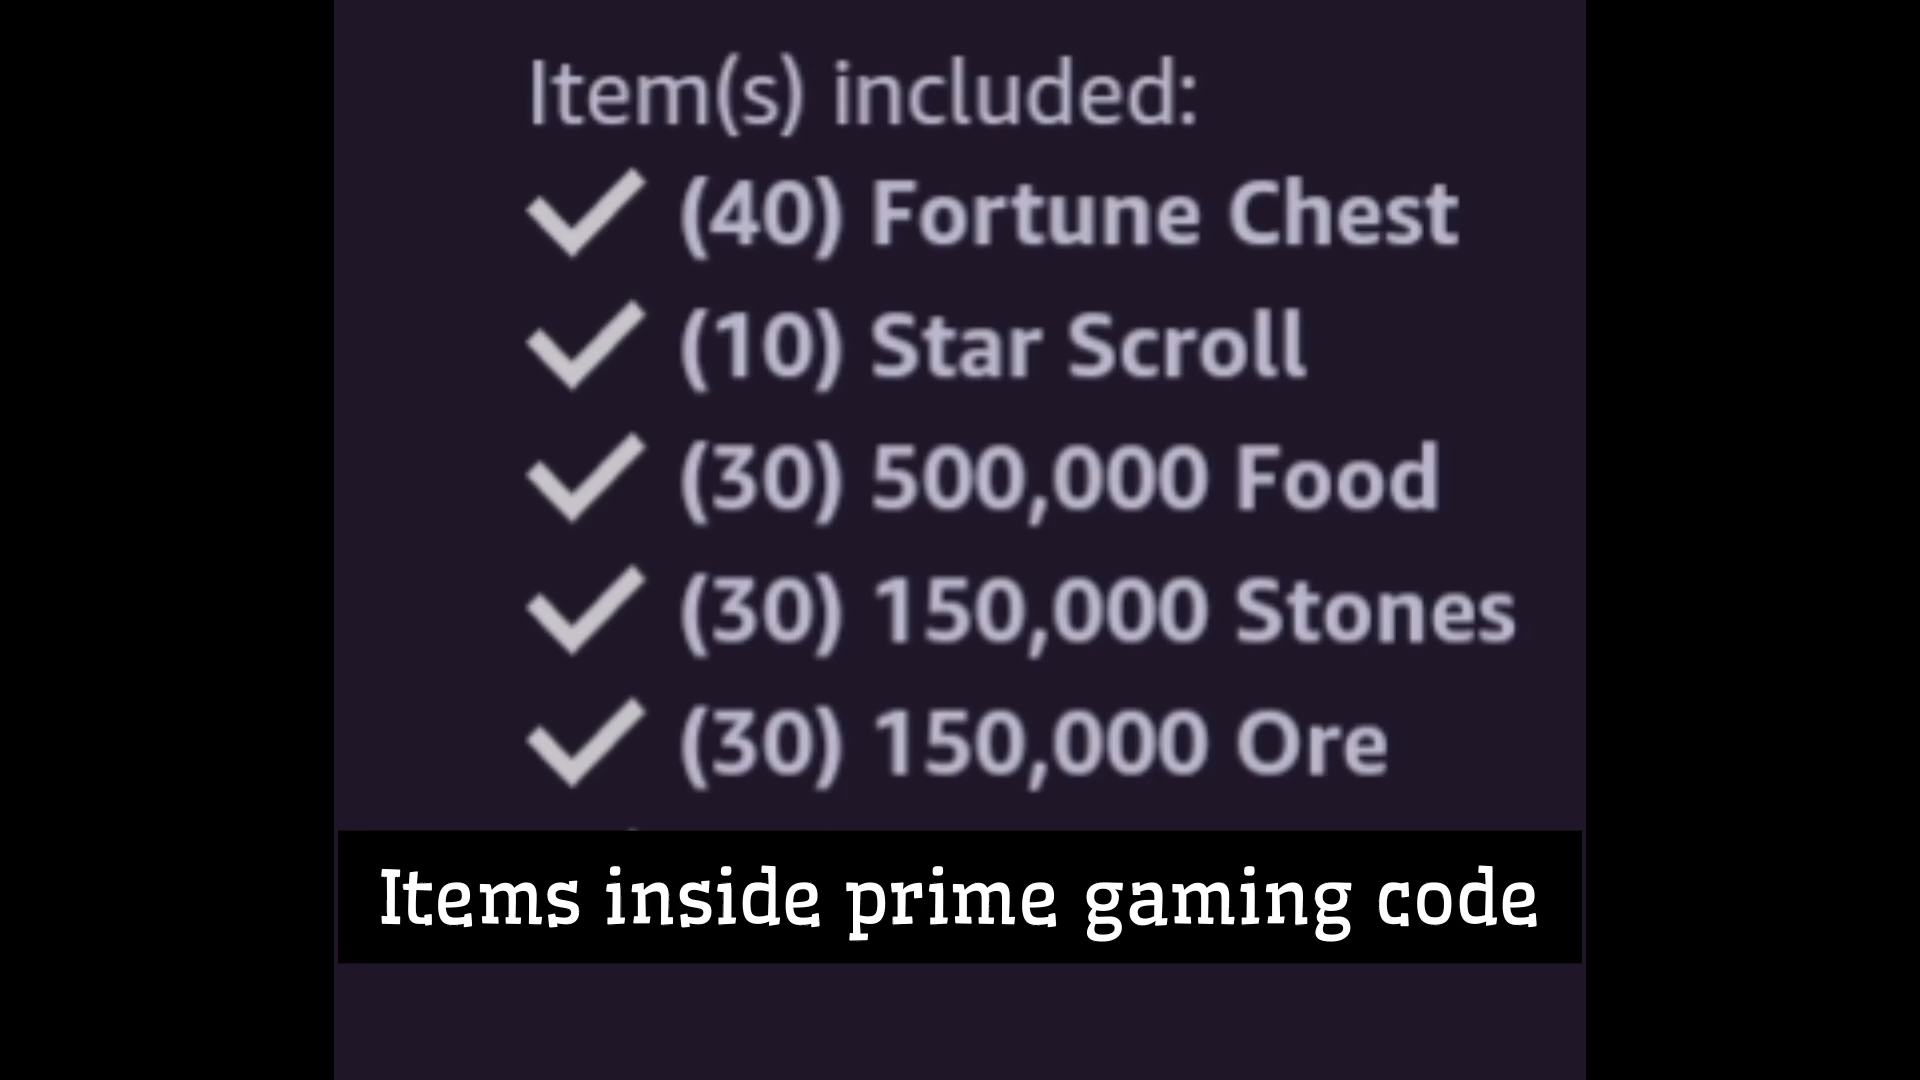 Item(s) included:
(40) Fortune Chest
(10) Star Scroll
(30) 500,000 Food
(30) 150,000 Stones
(30) 150,000 Ore
Items inside prime gaming code